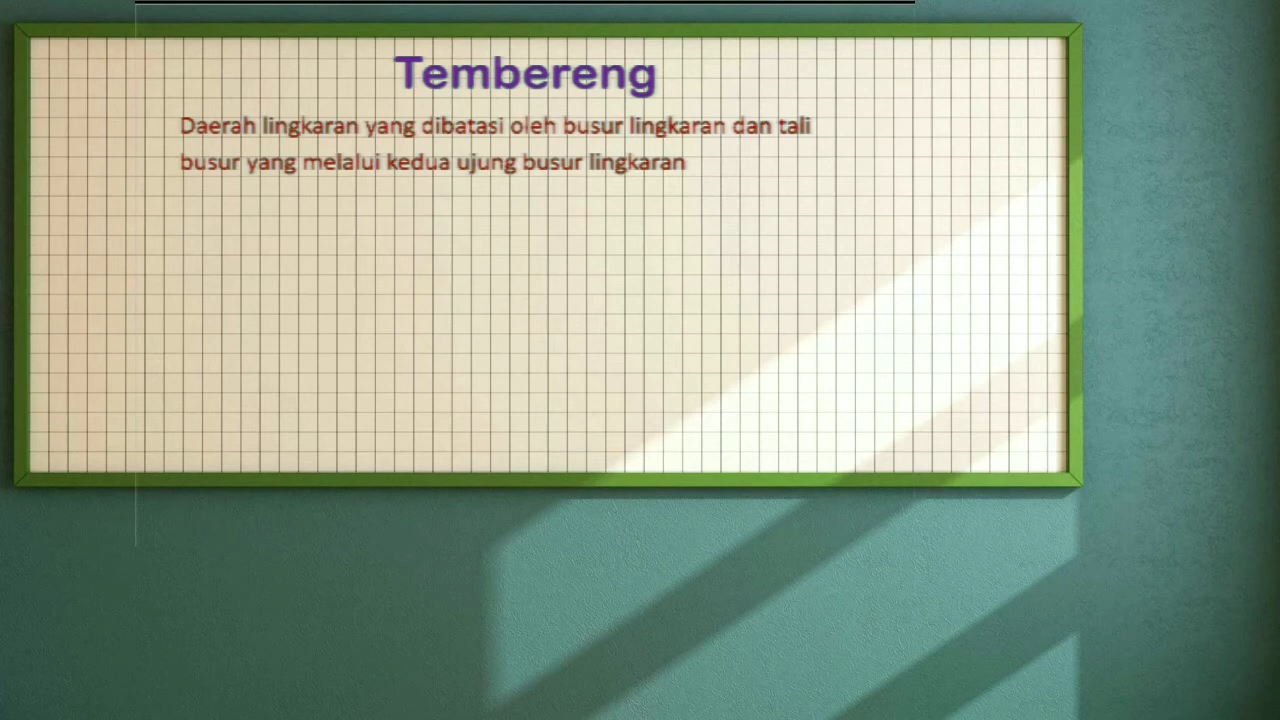 Tembereng
Daerah lingkaran yang dibatasi oleh busur lingkaran dan tali
busur yang melalui kedua ujung busur lingkaran